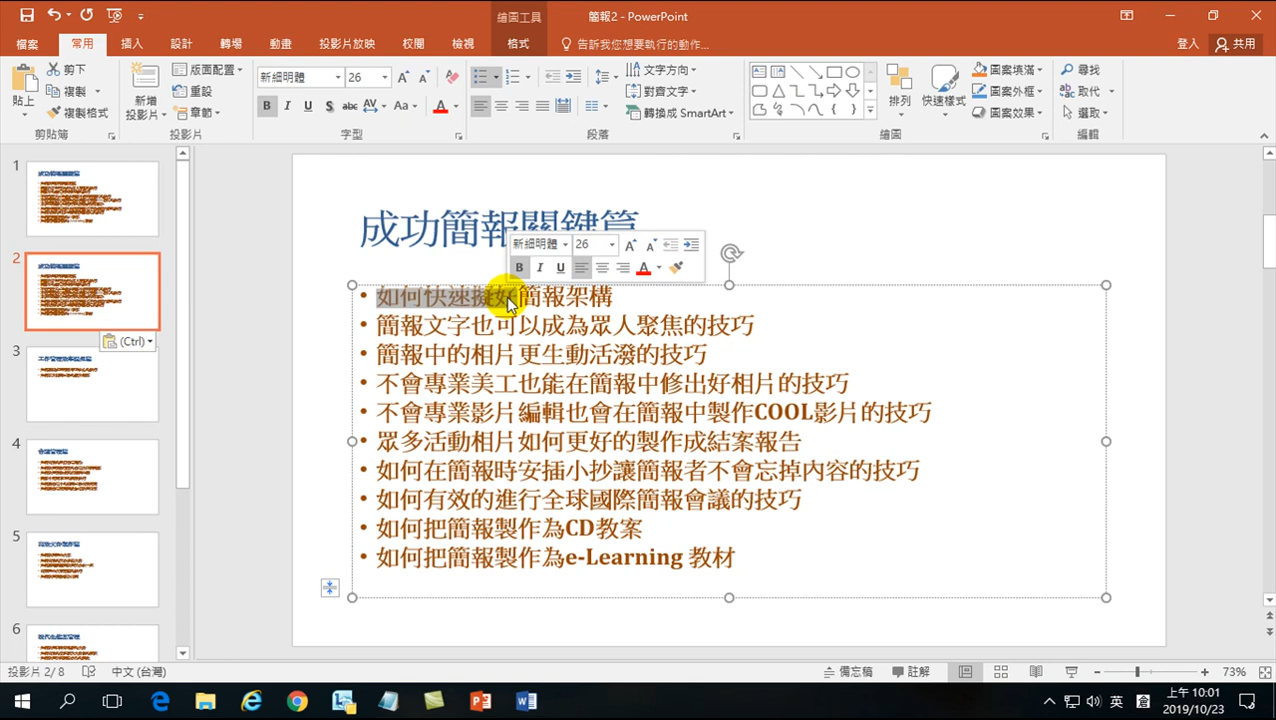 繪圖工具
簡報2 - PowerPoint
檔案 常用 插入 設計 轉場 動畫 投影片放映 校閱 檢視 格式 告訴我您想要執行的動作... 登入 共用
貼上 剪下 複製 複製格式 剪貼簿
新增投影片 版面配置 重設 章節 投影片
新細明體 26 B I U S abc AV Aa A 字型
文字方向 對齊文字 轉換成 SmartArt 段落
排列 快速樣式 圖案填滿 圖案外框 圖案效果 繪圖
尋找 取代 選取 編輯
1
2
(Ctrl)
3
4
5
6
成功簡報關鍵篇
新細明體 26
B I U A
• 如何快速擬好簡報架構
• 簡報文字也可以成為眾人聚焦的技巧
• 簡報中的相片更生動活潑的技巧
• 不會專業美工也能在簡報中修出好相片的技巧
• 不會專業影片編輯也會在簡報中製作COOL影片的技巧
• 眾多活動相片如何更好的製作成結案報告
• 如何在簡報時安插小抄讓簡報者不會忘掉內容的技巧
• 如何有效的進行全球國際簡報會議的技巧
• 如何把簡報製作為CD教案
• 如何把簡報製作為e-Learning 教材
投影片 2/8 中文 (台灣) 備忘稿 註解 73%
英 上午 10:01
2019/10/23